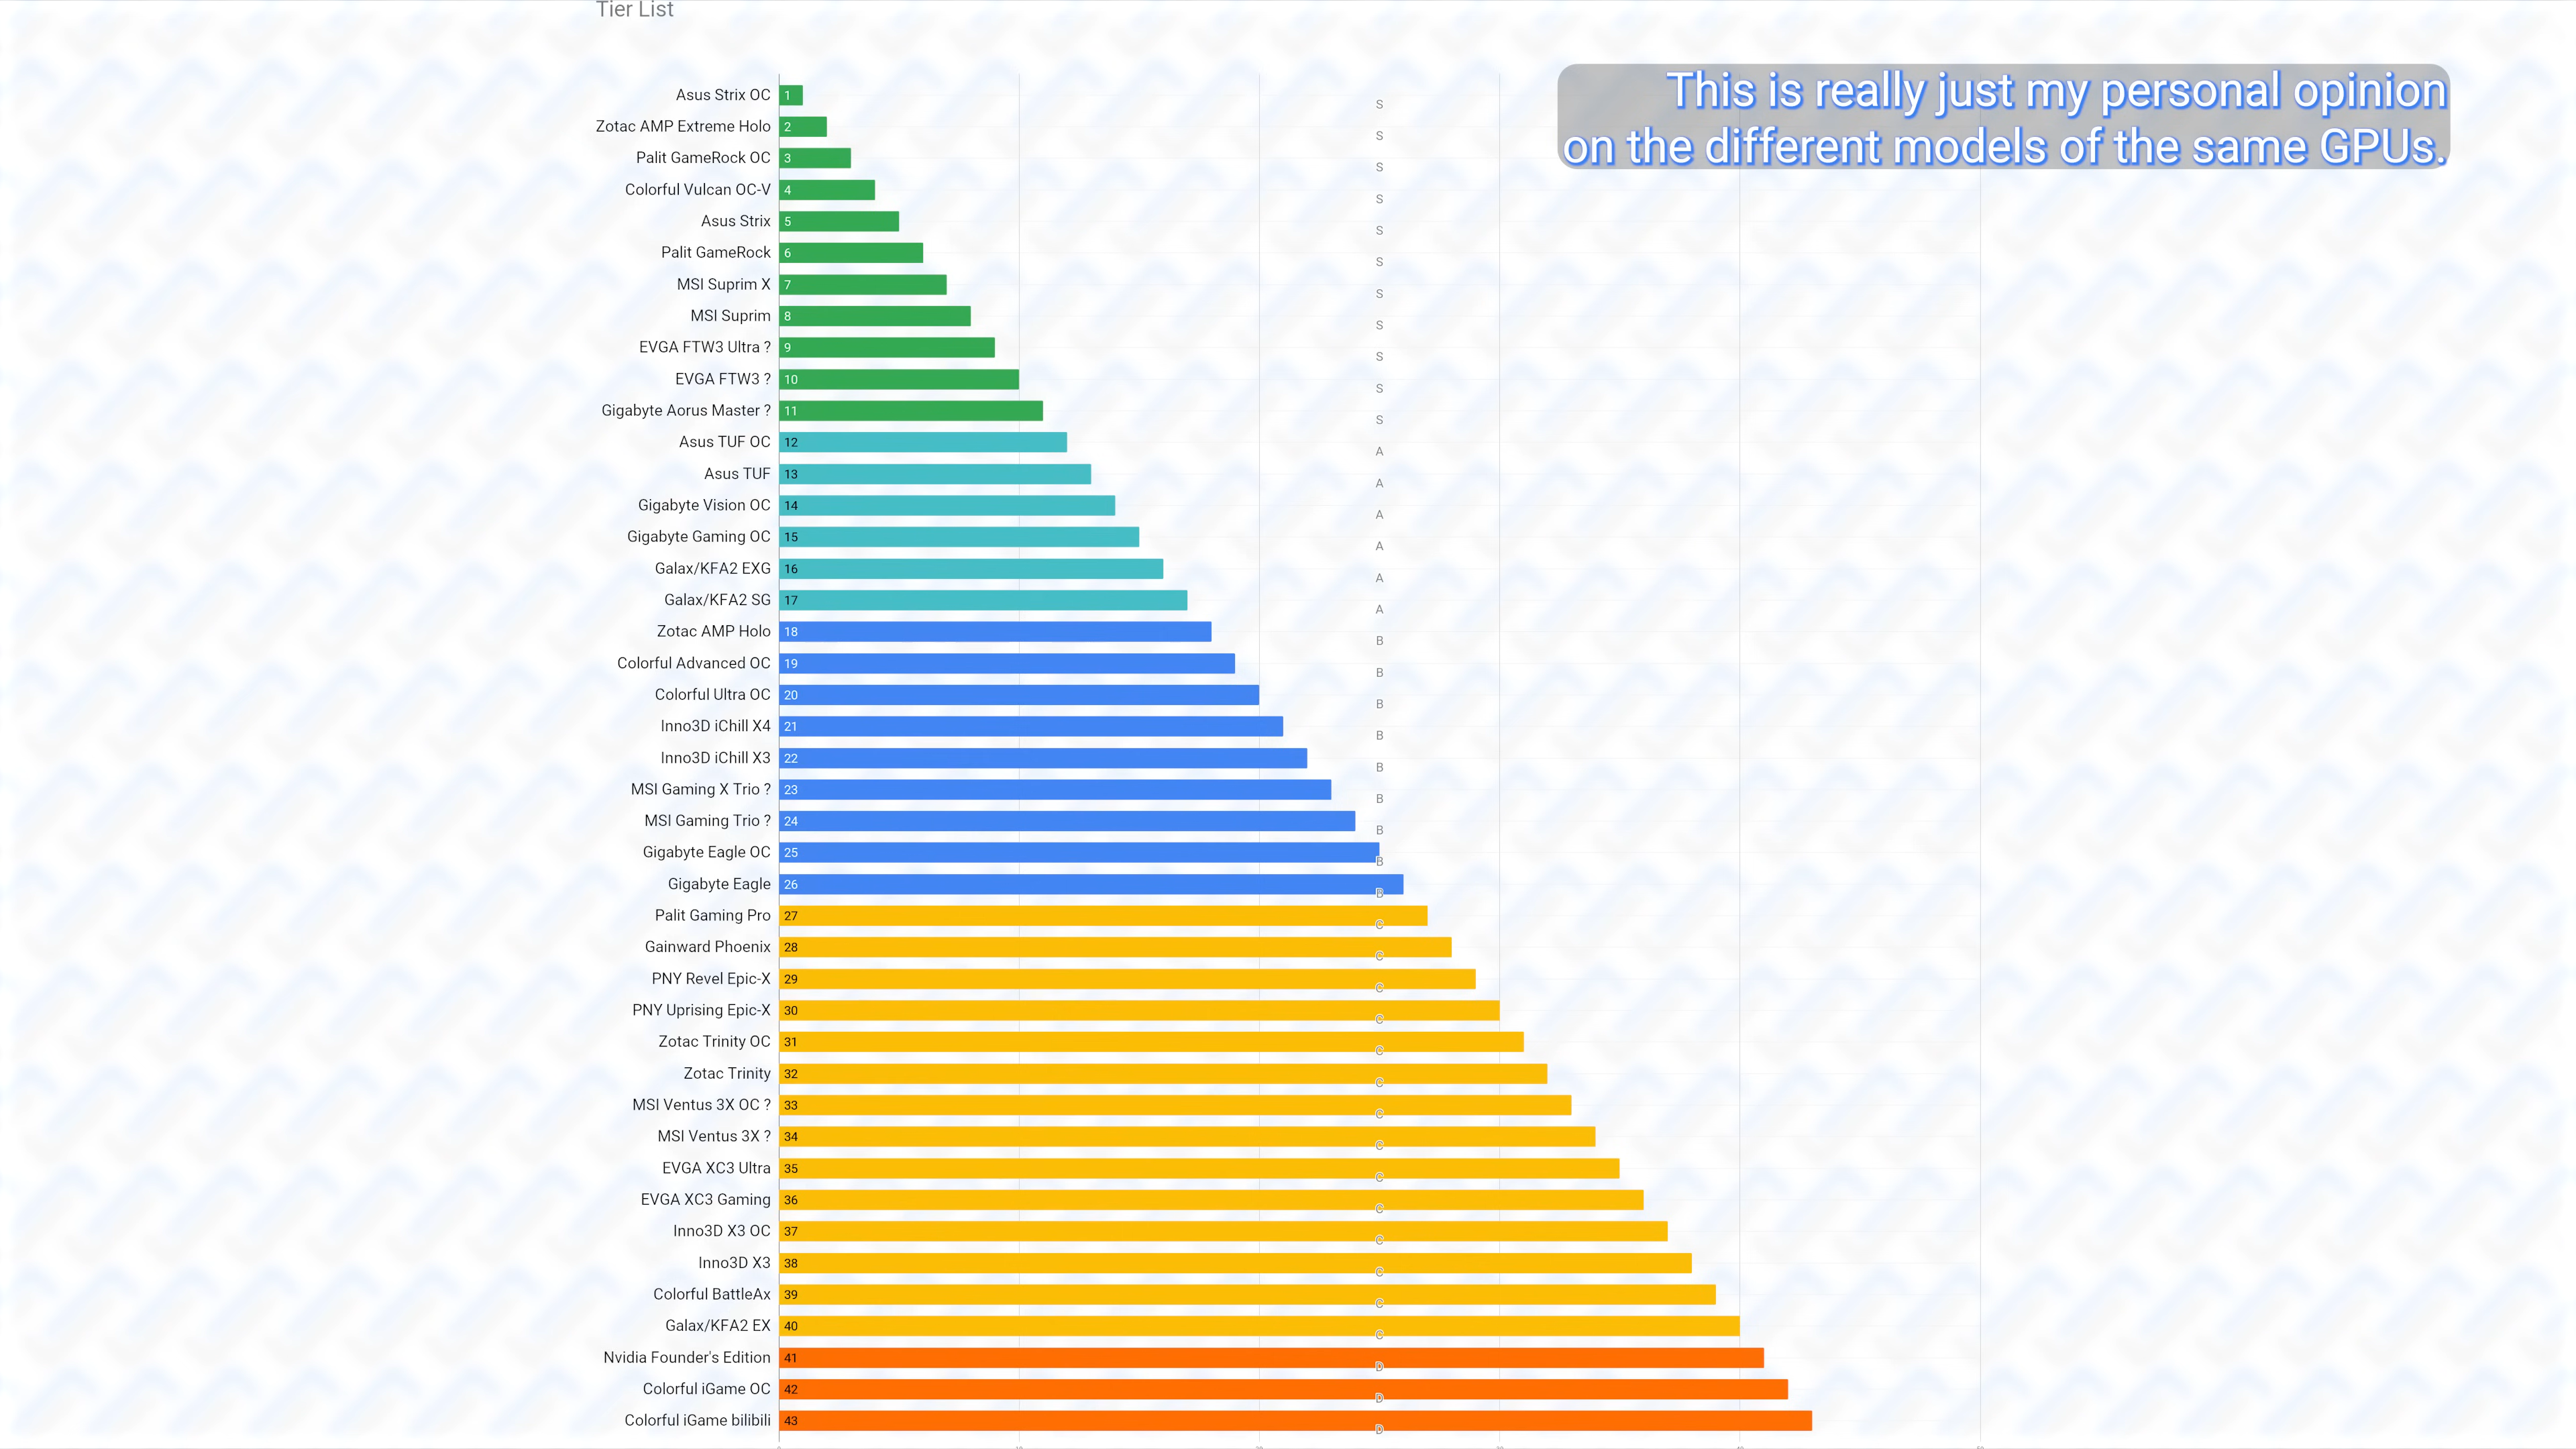 Tier List
This is really just my personal opinion
on the different models of the same GPUs.
Asus Strix OC 1 S
Zotac AMP Extreme Holo 2 S
Palit GameRock OC 3 S
Colorful Vulcan OC-V 4 S
Asus Strix 5 S
Palit GameRock 6 S
MSI Suprim X 7 S
MSI Suprim 8 S
EVGA FTW3 Ultra ? 9 S
EVGA FTW3 ? 10 S
Gigabyte Aorus Master ? 11 S
Asus TUF OC 12 A
Asus TUF 13 A
Gigabyte Vision OC 14 A
Gigabyte Gaming OC 15 A
Galax/KFA2 EXG 16 A
Galax/KFA2 SG 17 A
Zotac AMP Holo 18 B
Colorful Advanced OC 19 B
Colorful Ultra OC 20 B
Inno3D iChill X4 21 B
Inno3D iChill X3 22 B
MSI Gaming X Trio ? 23 B
MSI Gaming Trio ? 24 B
Gigabyte Eagle OC 25 B
Gigabyte Eagle 26 B
Palit Gaming Pro 27 C
Gainward Phoenix 28 C
PNY Revel Epic-X 29 C
PNY Uprising Epic-X 30 C
Zotac Trinity OC 31 C
Zotac Trinity 32 C
MSI Ventus 3X OC ? 33 C
MSI Ventus 3X ? 34 C
EVGA XC3 Ultra 35 C
EVGA XC3 Gaming 36 C
Inno3D X3 OC 37 C
Inno3D X3 38 C
Colorful BattleAx 39 C
Galax/KFA2 EX 40 C
Nvidia Founder's Edition 41 D
Colorful iGame OC 42 D
Colorful iGame bilibili 43 D